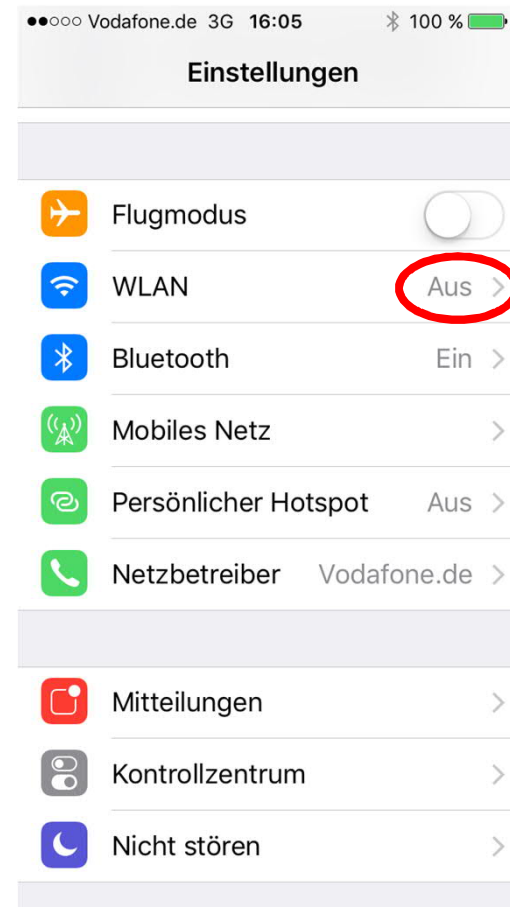 Vodafone.de 3G 16:05 100 %
Einstellungen
Flugmodus
WLAN Aus
Bluetooth Ein
Mobiles Netz
Persönlicher Hotspot Aus
Netzbetreiber Vodafone.de
Mitteilungen
Kontrollzentrum
Nicht stören